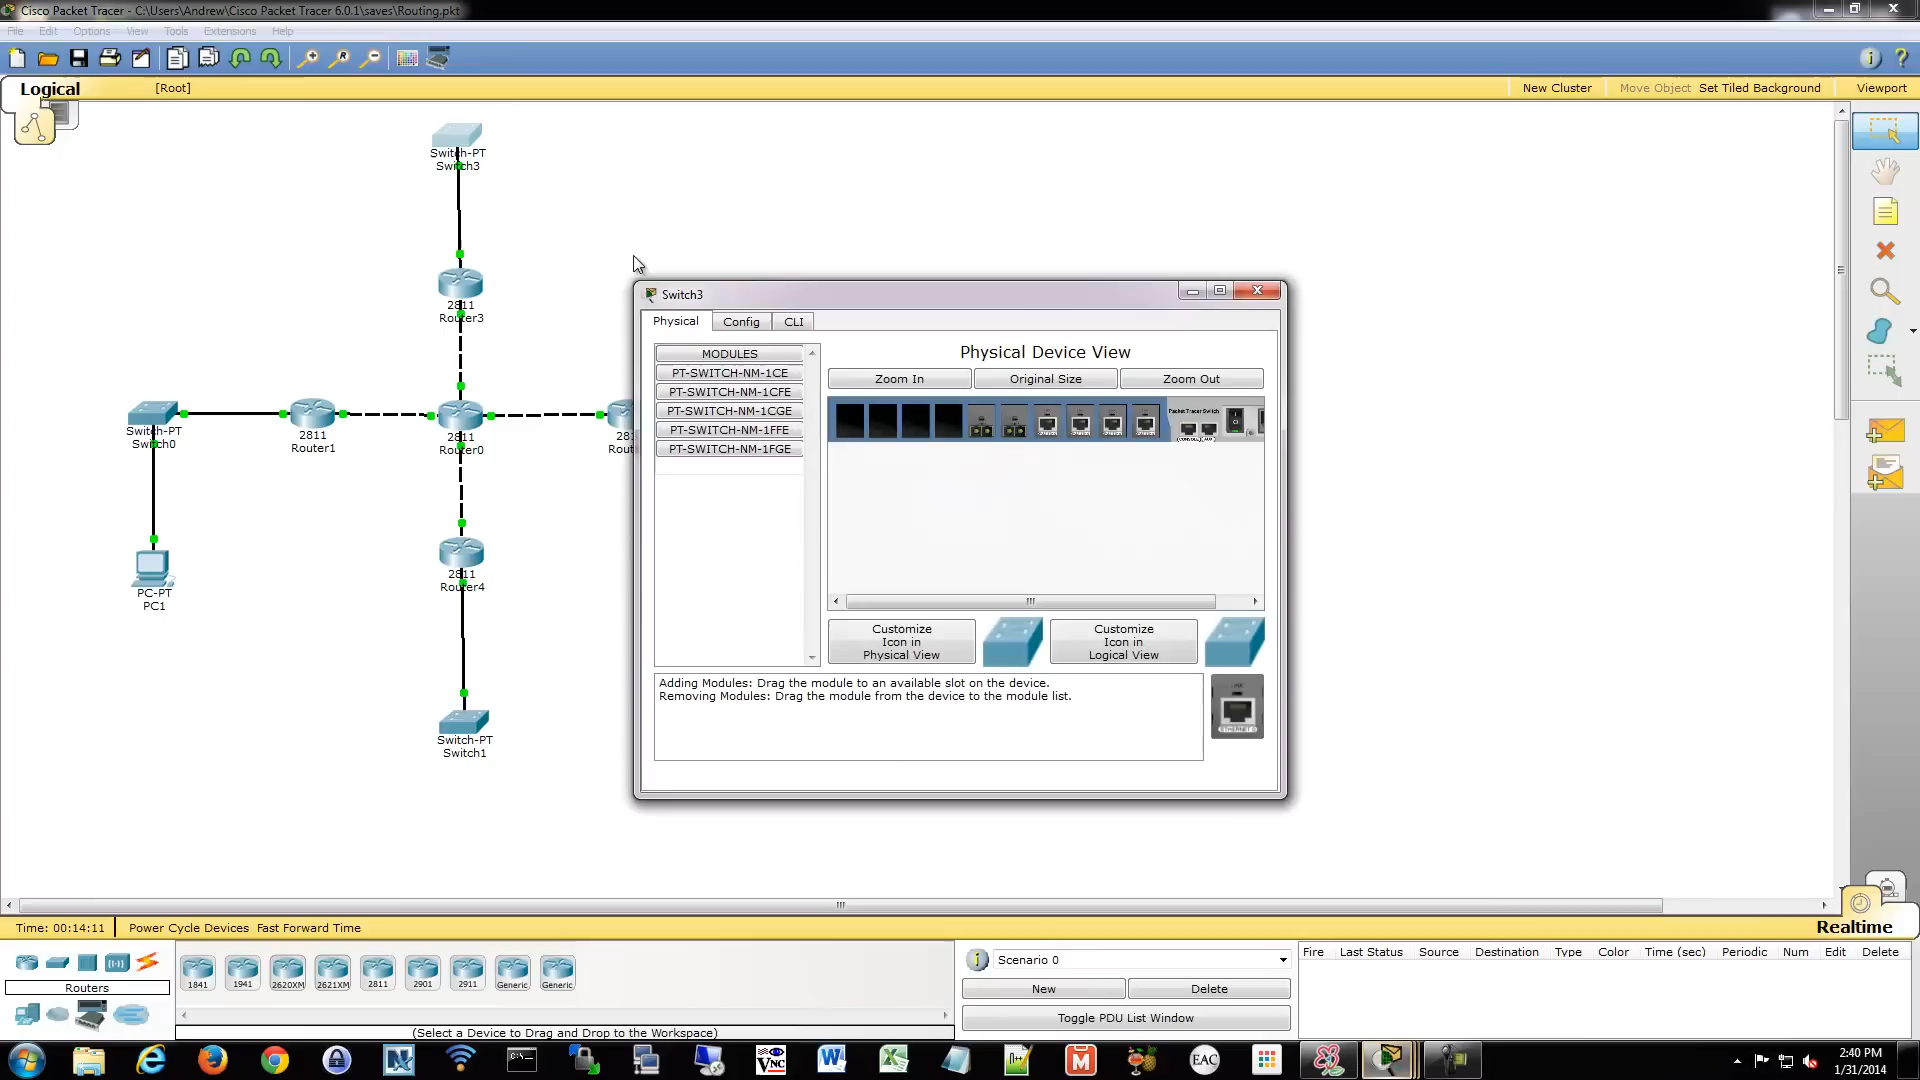 Cisco Packet Tracer - C:\Users\Andrew\Cisco Packet Tracer 6.0.1\saves\Routing.pkt
File Edit Options View Tools Extensions Help
Logical [Root] New Cluster Move Object Set Tiled Background Viewport
Switch-PT
Switch3
2811
Router3
Switch-PT
Switch0
2811
Router1
2811
Router0
281
Rout
PC-PT
PC1
2811
Router4
Switch-PT
Switch1
Switch3
Physical Config CLI
MODULES
PT-SWITCH-NM-1CE
PT-SWITCH-NM-1CFE
PT-SWITCH-NM-1CGE
PT-SWITCH-NM-1FFE
PT-SWITCH-NM-1FGE
Physical Device View
Zoom In Original Size Zoom Out
Packet Tracer Switch
CONSOLE AUX
Customize
Icon in
Physical View
Customize
Icon in
Logical View
Adding Modules: Drag the module to an available slot on the device.
Removing Modules: Drag the module from the device to the module list.
Realtime
Time: 00:14:11 Power Cycle Devices Fast Forward Time
Routers
1841 1941 2620XM 2621XM 2811 2901 2911 Generic Generic
(Select a Device to Drag and Drop to the Workspace)
Scenario 0
New Delete
Toggle PDU List Window
Fire Last Status Source Destination Type Color Time (sec) Periodic Num Edit Delete
VNC
EAC
2:40 PM
1/31/2014